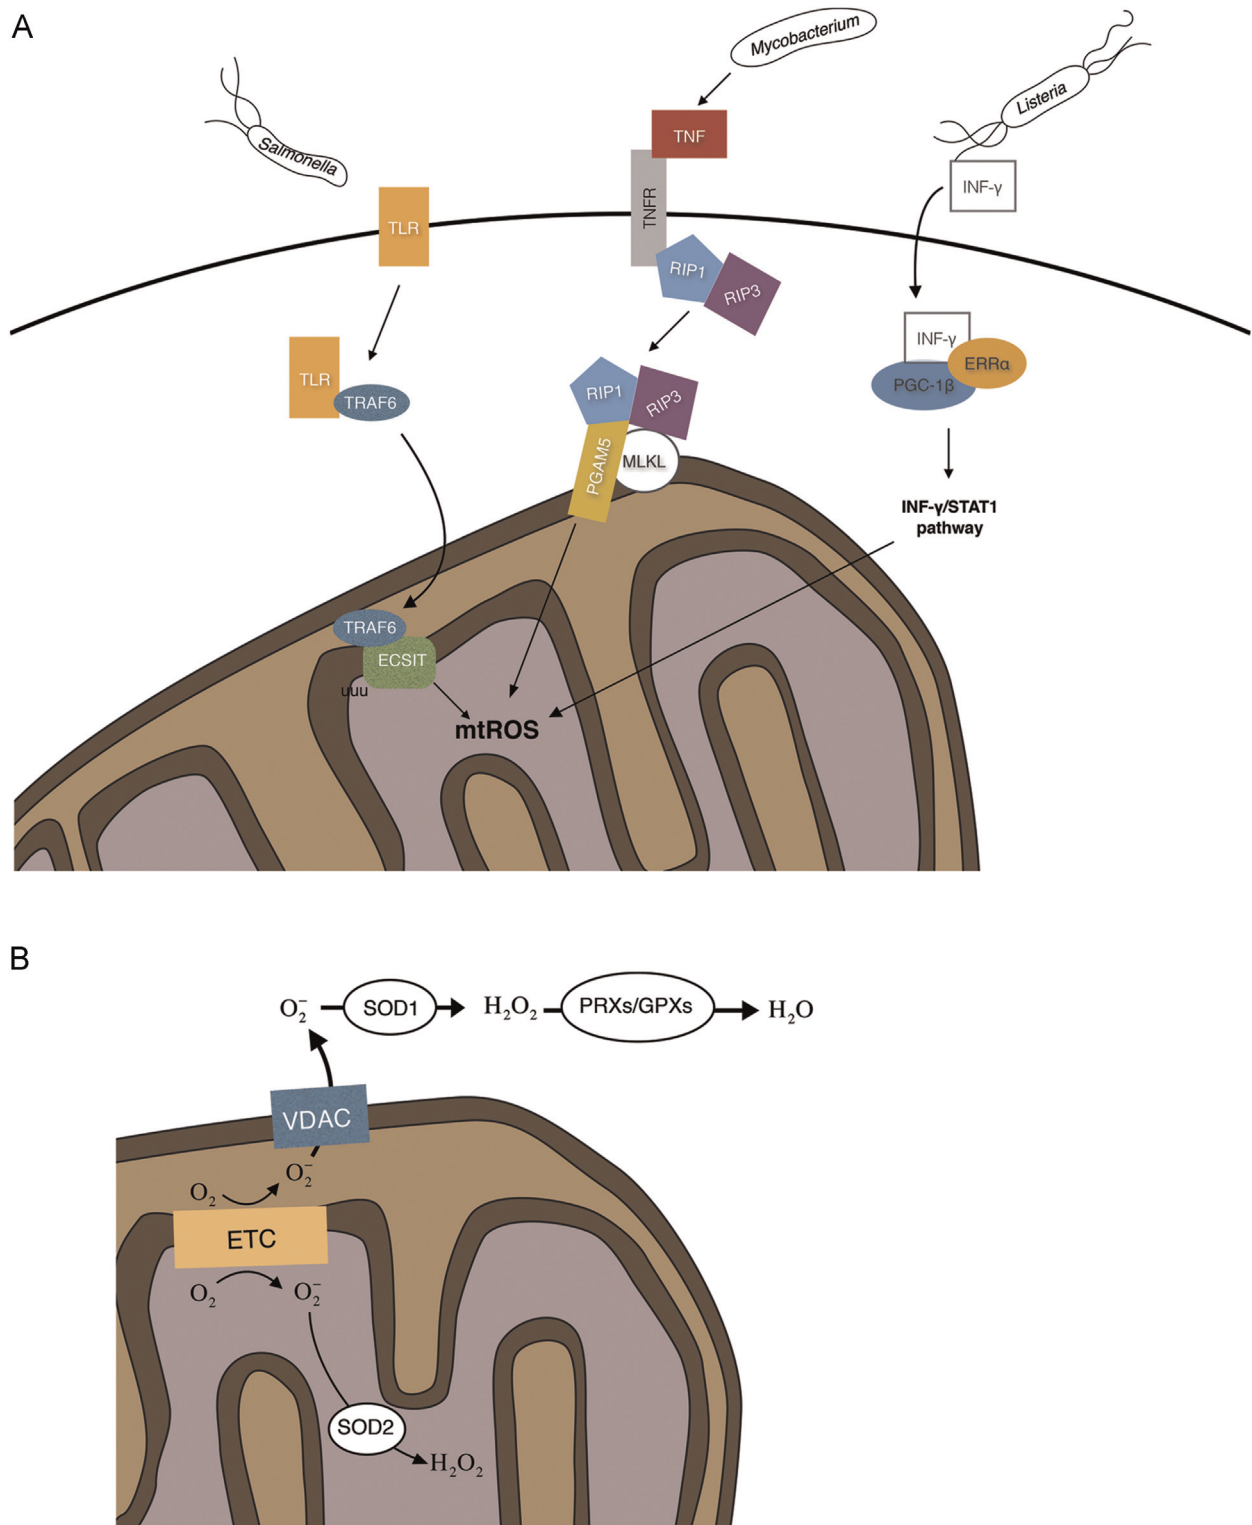 A
Mycobacterium
Listeria
Salmonella
TNF
INF-γ
TLR
TNFR
RIP1
RIP3
INF-γ
ERRα
PGC-1β
TLR
TRAF6
RIP1
RIP3
PGAM5
MLKL
INF-γ/STAT1
pathway
TRAF6
ECSIT
uuu
mtROS
B
O₂⁻ SOD1 H₂O₂ PRXs/GPXs H₂O
VDAC
O₂ O₂⁻
ETC
O₂ O₂⁻
SOD2
H₂O₂